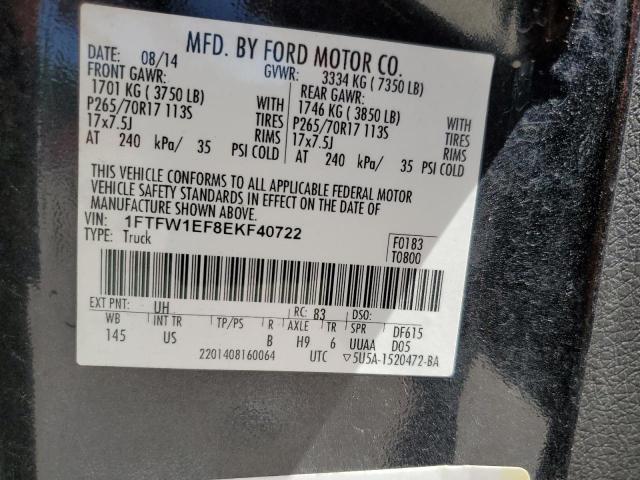 MFD. BY FORD MOTOR CO.
DATE: 08/14 GVWR: 3334 KG ( 7350 LB)
FRONT GAWR: REAR GAWR:
1701 KG ( 3750 LB) WITH 1746 KG ( 3850 LB) WITH
P265/70R17 113S TIRES P265/70R17 113S TIRES
17x7.5J RIMS 17x7.5J RIMS
AT 240 kPa/ 35 PSI COLD AT 240 kPa/ 35 PSI COLD
THIS VEHICLE CONFORMS TO ALL APPLICABLE FEDERAL MOTOR
VEHICLE SAFETY STANDARDS IN EFFECT ON THE DATE OF
MANUFACTURE SHOWN ABOVE.
VIN: 1FTFW1EF8EKF40722 F0183
TYPE: Truck T0800
EXT PNT: UH RC: 83 DSO:
WB INT TR TP/PS R AXLE TR SPR DF615
145 US B H9 6 UUAA D05
2201408160064 UTC ▽5U5A-1520472-BA